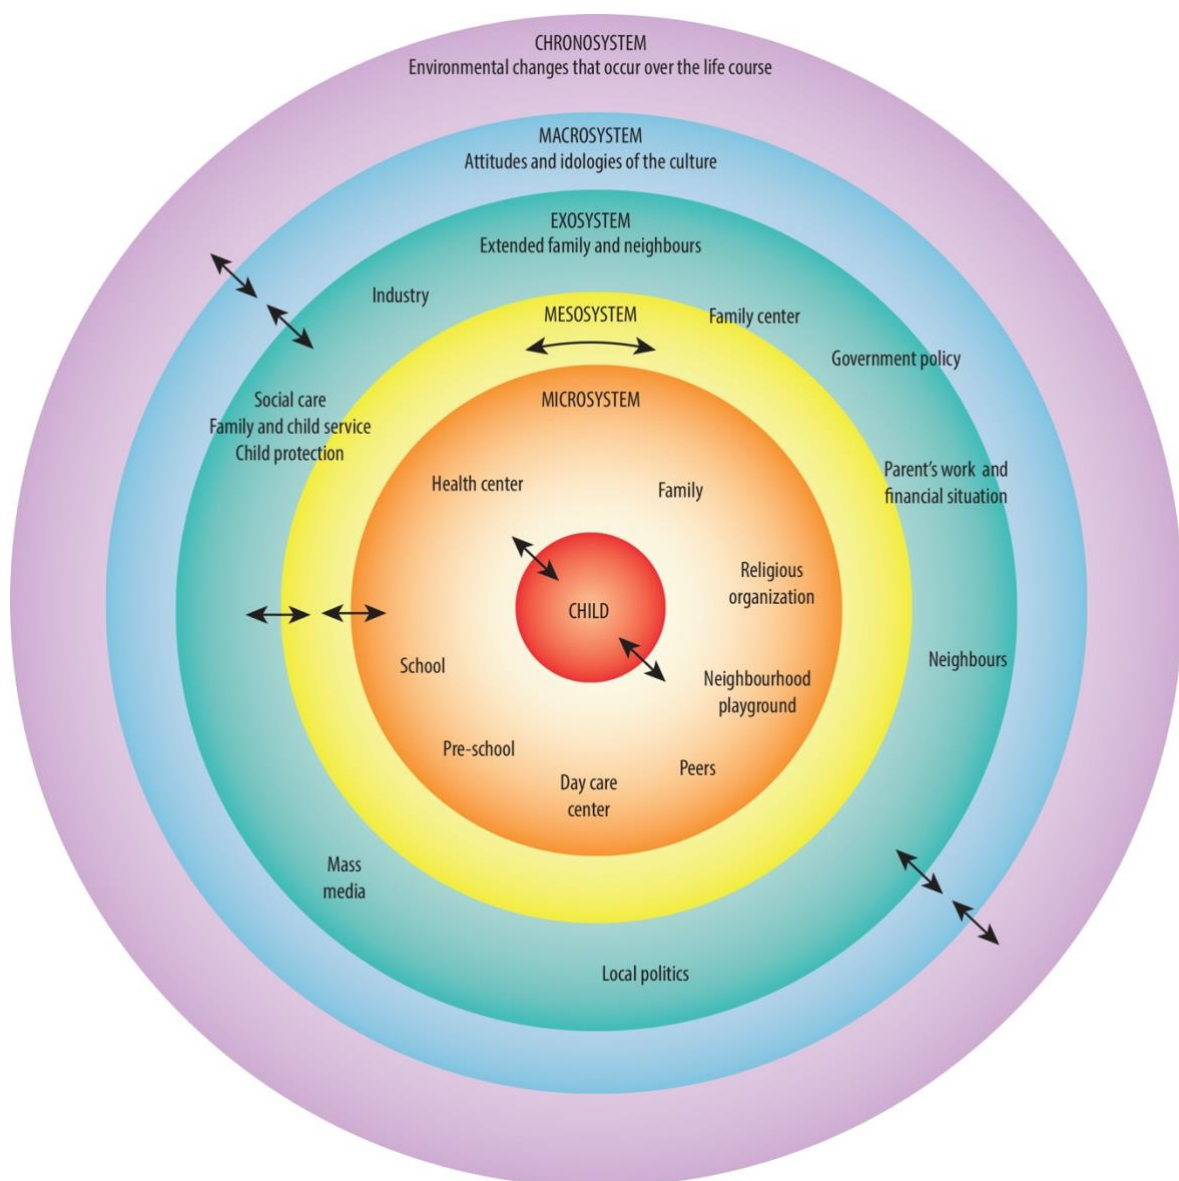 CHRONOSYSTEM
Environmental changes that occur over the life course
MACROSYSTEM
Attitudes and idologies of the culture
EXOSYSTEM
Extended family and neighbours
Industry
MESOSYSTEM
Family center
Government policy
MICROSYSTEM
Social care
Family and child service
Child protection
Health center
Family
Parent's work and
financial situation
Religious
organization
CHILD
School
Neighbours
Neighbourhood
playground
Pre-school
Peers
Day care
center
Mass
media
Local politics